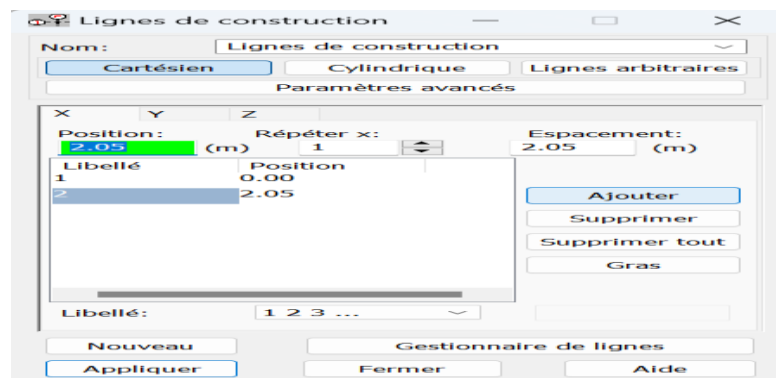 Lignes de construction
Nom: Lignes de construction
Cartésien Cylindrique Lignes arbitraires
Paramètres avancés
X Y Z
Position: Répéter x: Espacement:
2.05 (m) 1 2.05 (m)
Libellé Position
1 0.00
2 2.05
Ajouter
Supprimer
Supprimer tout
Gras
Libellé: 1 2 3 ...
Nouveau Gestionnaire de lignes
Appliquer Fermer Aide